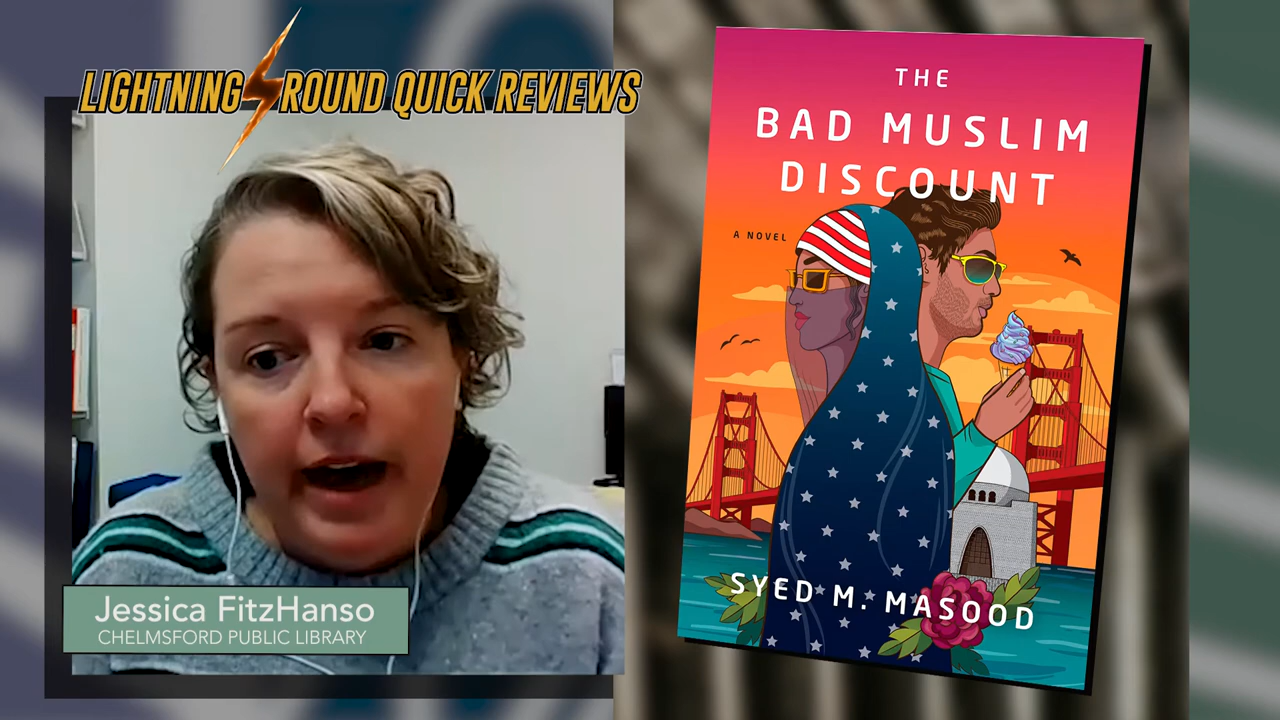 LIGHTNING ROUND QUICK REVIEWS
Jessica FitzHanso
CHELMSFORD PUBLIC LIBRARY
THE
BAD MUSLIM
DISCOUNT
A NOVEL
SYED M. MASOOD